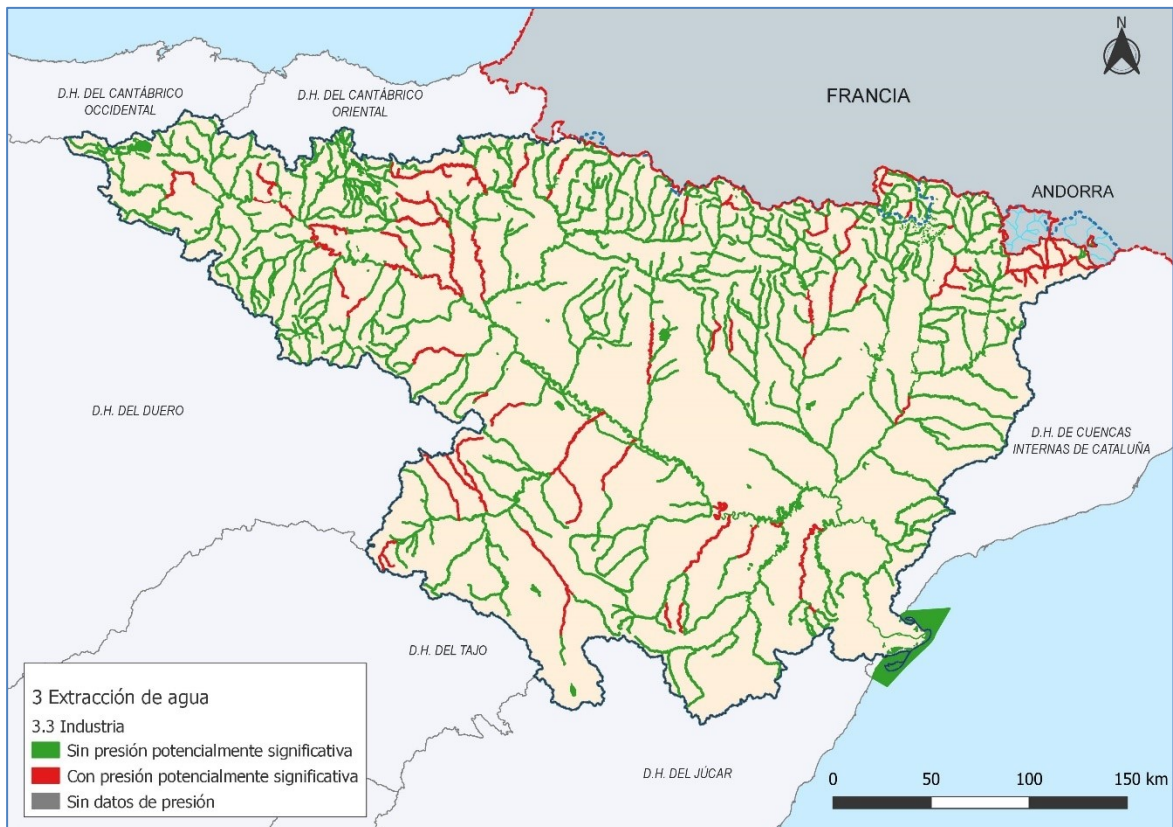 N
D.H. DEL CANTÁBRICO
OCCIDENTAL
D.H. DEL CANTÁBRICO
ORIENTAL
FRANCIA
ANDORRA
D.H. DEL DUERO
D.H. DE CUENCAS
INTERNAS DE CATALUÑA
D.H. DEL TAJO
D.H. DEL JÚCAR
3 Extracción de agua
3.3 Industria
Sin presión potencialmente significativa
Con presión potencialmente significativa
Sin datos de presión
0 50 100 150 km